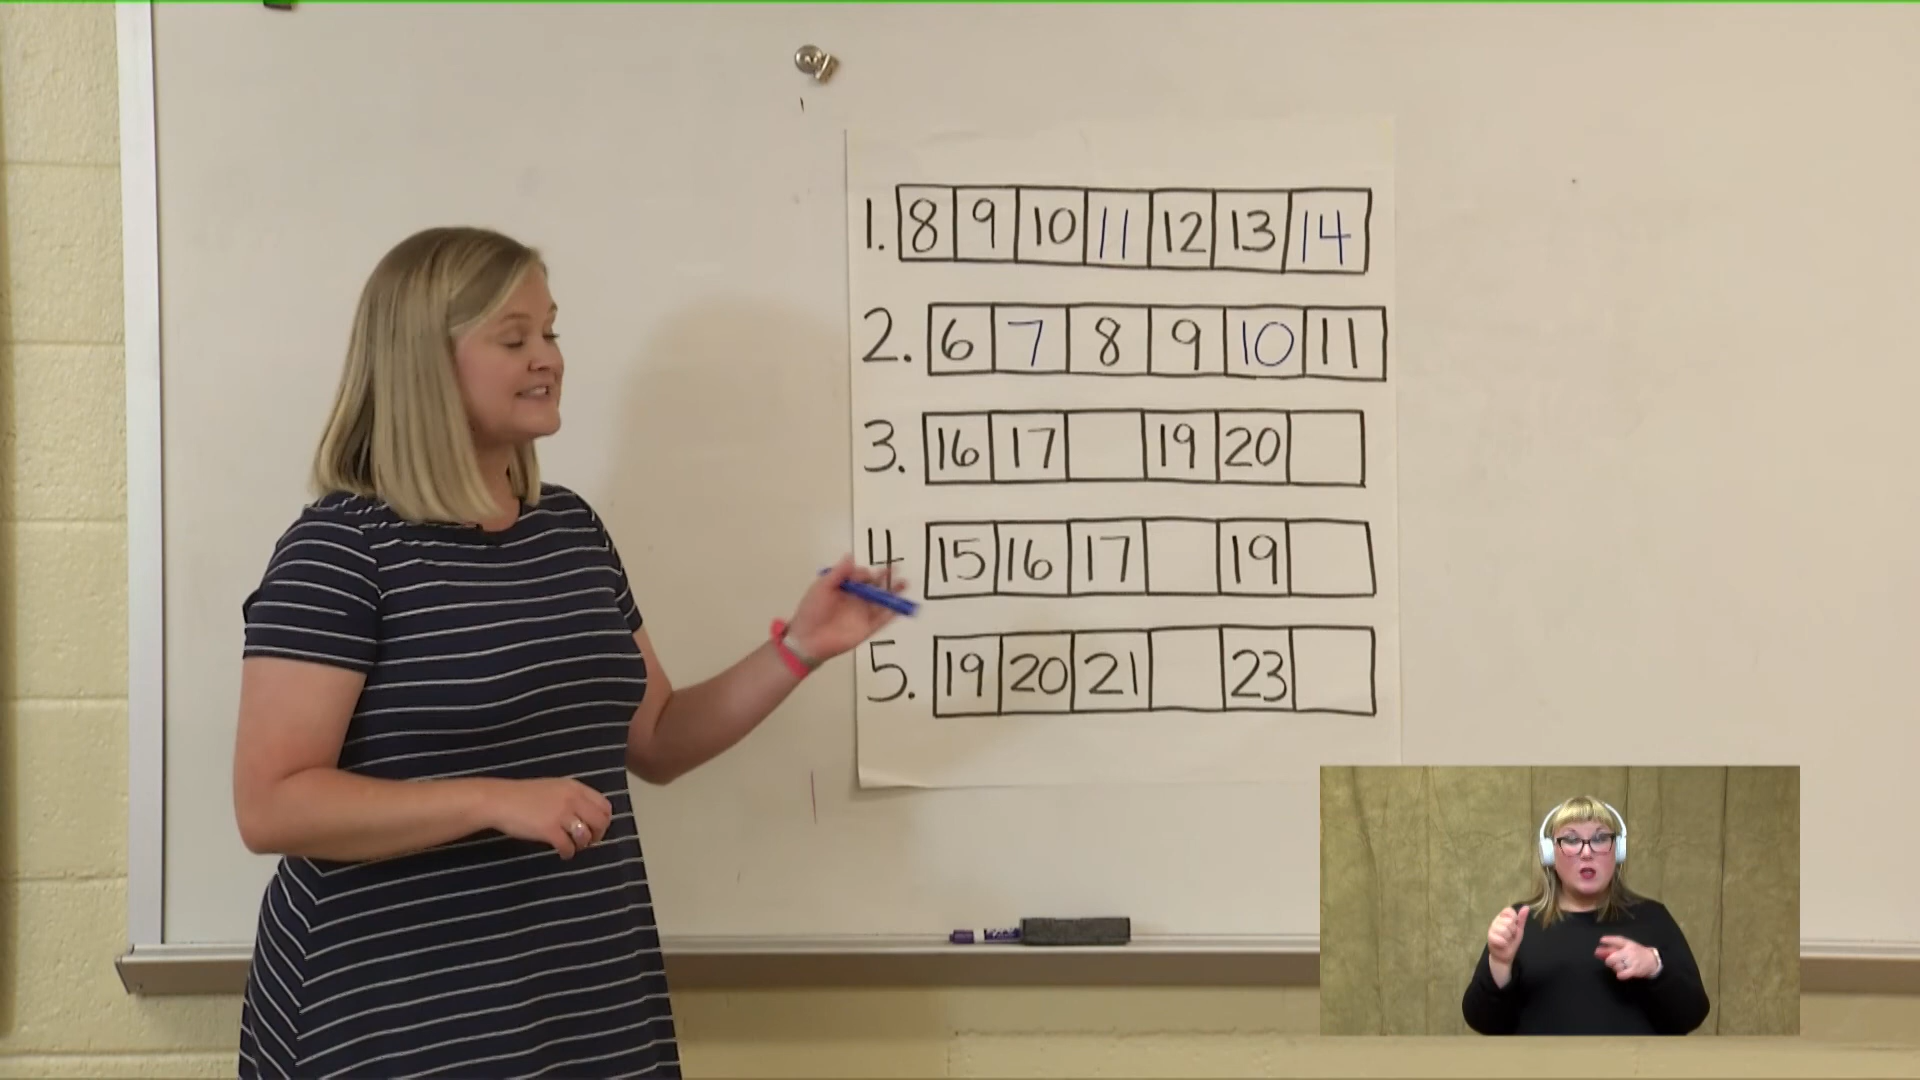 1. 8 9 10 11 12 13 14
2. 6 7 8 9 10 11
3. 16 17 19 20
4 15 16 17 19
5. 19 20 21 23